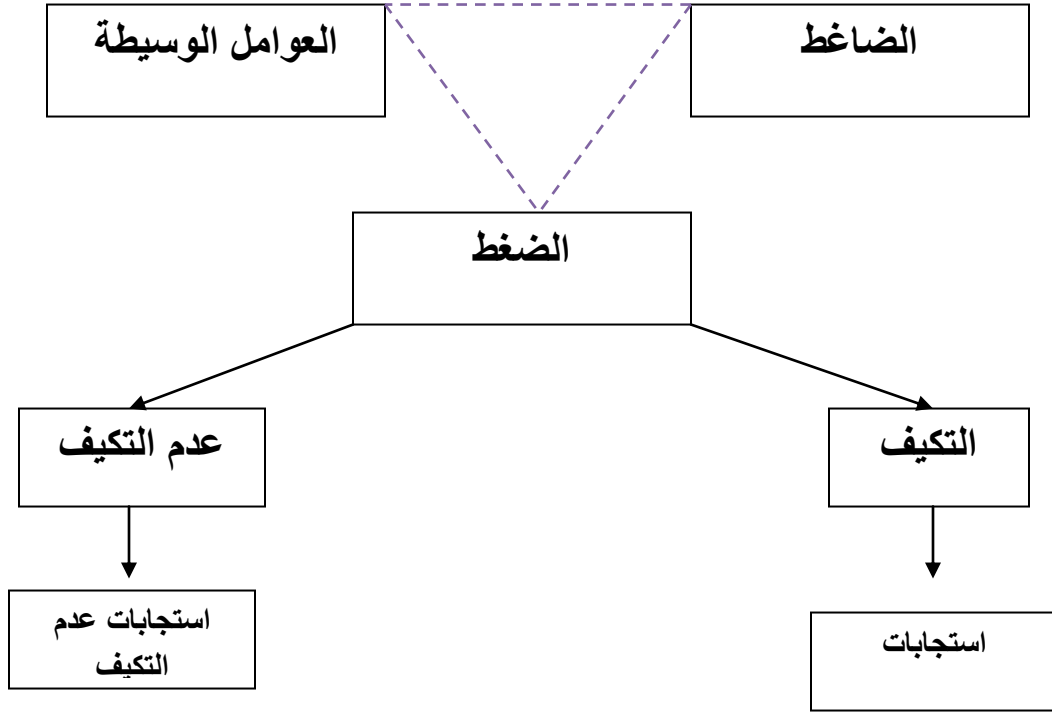 الضاغط
العوامل الوسيطة
الضغط
التكيف
عدم التكيف
استجابات
استجابات عدم
التكيف